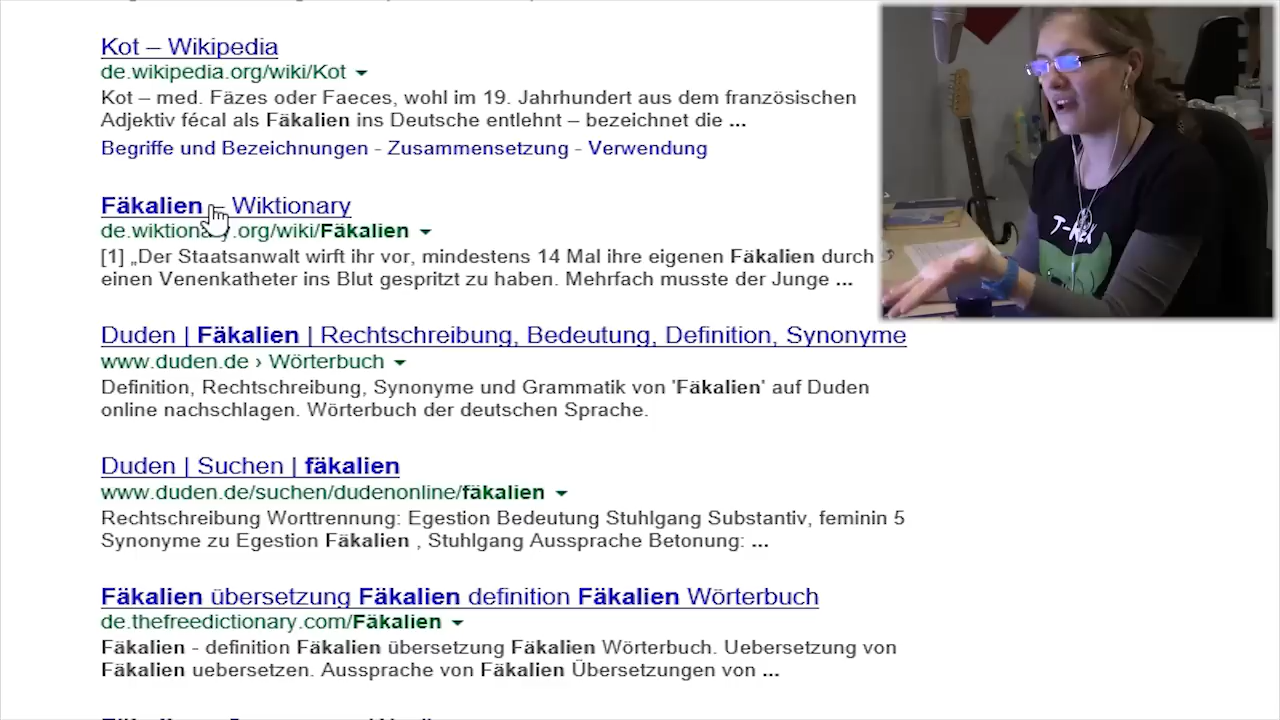 Kot – Wikipedia
de.wikipedia.org/wiki/Kot
Kot – med. Fäzes oder Faeces, wohl im 19. Jahrhundert aus dem französischen
Adjektiv fécal als Fäkalien ins Deutsche entlehnt – bezeichnet die ...
Begriffe und Bezeichnungen - Zusammensetzung - Verwendung
Fäkalien – Wiktionary
de.wiktionary.org/wiki/Fäkalien
[1] „Der Staatsanwalt wirft ihr vor, mindestens 14 Mal ihre eigenen Fäkalien durch
einen Venenkatheter ins Blut gespritzt zu haben. Mehrfach musste der Junge ...
Duden | Fäkalien | Rechtschreibung, Bedeutung, Definition, Synonyme
www.duden.de › Wörterbuch
Definition, Rechtschreibung, Synonyme und Grammatik von 'Fäkalien' auf Duden
online nachschlagen. Wörterbuch der deutschen Sprache.
Duden | Suchen | fäkalien
www.duden.de/suchen/dudenonline/fäkalien
Rechtschreibung Worttrennung: Egestion Bedeutung Stuhlgang Substantiv, feminin 5
Synonyme zu Egestion Fäkalien , Stuhlgang Aussprache Betonung: ...
Fäkalien übersetzung Fäkalien definition Fäkalien Wörterbuch
de.thefreedictionary.com/Fäkalien
Fäkalien - definition Fäkalien übersetzung Fäkalien Wörterbuch. Uebersetzung von
Fäkalien uebersetzen. Aussprache von Fäkalien Übersetzungen von ...